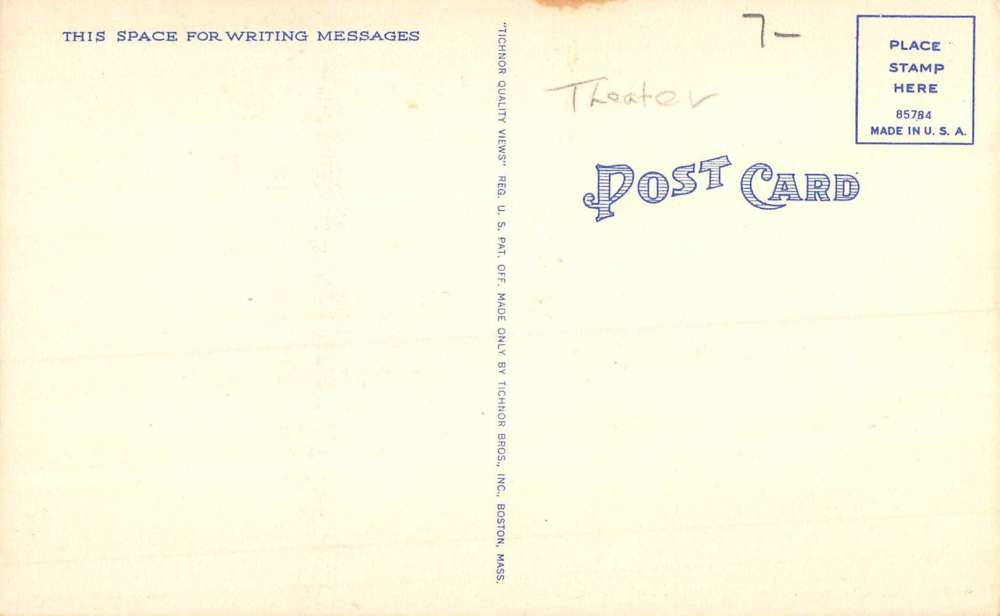 THIS SPACE FOR WRITING MESSAGES
"TICHNOR QUALITY VIEWS" REG. U. S. PAT. OFF. MADE ONLY BY TICHNOR BROS., INC., BOSTON, MASS.
7-
Theater
PLACE
STAMP
HERE
85784
MADE IN U. S. A.
POST CARD